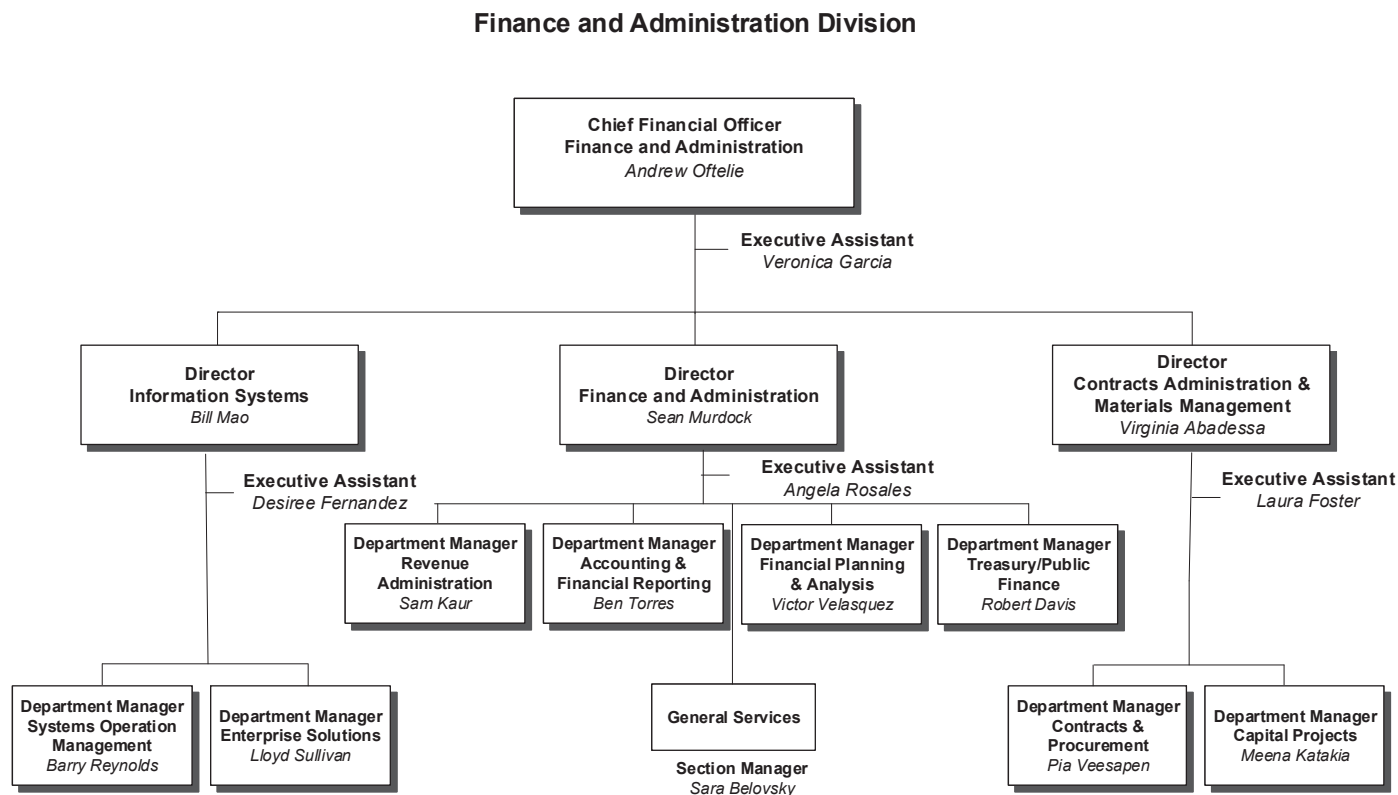 Finance and Administration Division
Chief Financial Officer
Finance and Administration
Andrew Oftelie
Executive Assistant
Veronica Garcia
Director
Information Systems
Bill Mao
Director
Finance and Administration
Sean Murdock
Director
Contracts Administration &
Materials Management
Virginia Abadessa
Executive Assistant
Desiree Fernandez
Executive Assistant
Angela Rosales
Executive Assistant
Laura Foster
Department Manager
Revenue
Administration
Sam Kaur
Department Manager
Accounting &
Financial Reporting
Ben Torres
Department Manager
Financial Planning
& Analysis
Victor Velasquez
Department Manager
Treasury/Public
Finance
Robert Davis
Department Manager
Systems Operation
Management
Barry Reynolds
Department Manager
Enterprise Solutions
Lloyd Sullivan
General Services
Section Manager
Sara Belovsky
Department Manager
Contracts &
Procurement
Pia Veesapen
Department Manager
Capital Projects
Meena Katakia